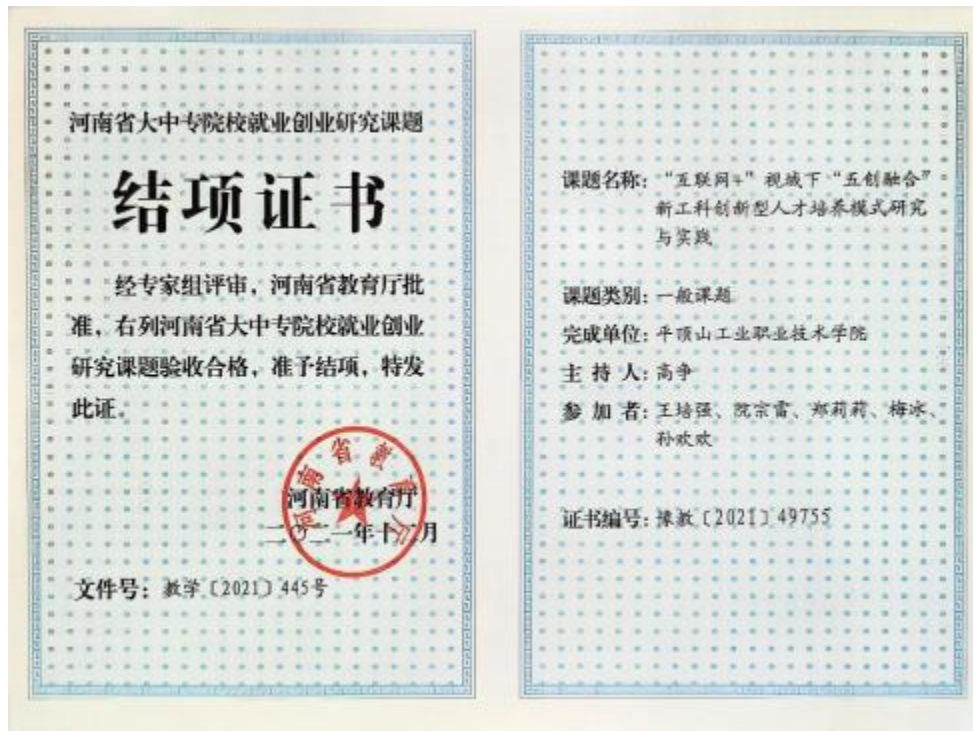 河南省大中专院校就业创业研究课题
结项证书
经专家组评审，河南省教育厅批
准，右列河南省大中专院校就业创业
研究课题验收合格，准予结项，特发
此证。
河南省教育厅
河南省教育厅
二〇二一年十二月
文件号：教学〔2021〕445号
课题名称：“互联网+”视域下“五创融合”
新工科创新型人才培养模式研究
与实践
课题类别：一般课题
完成单位：平顶山工业职业技术学院
主 持 人：高争
参 加 者：王培强、阮宗雷、郑莉莉、梅冰、
孙欢欢
证书编号：豫教〔2021〕49755